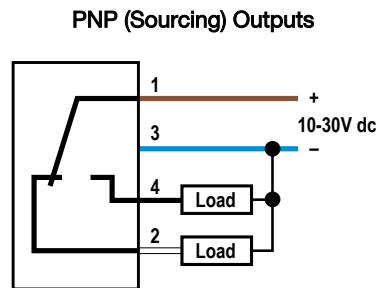 PNP (Sourcing) Outputs
1
+
10-30V dc
3
–
4
Load
2
Load